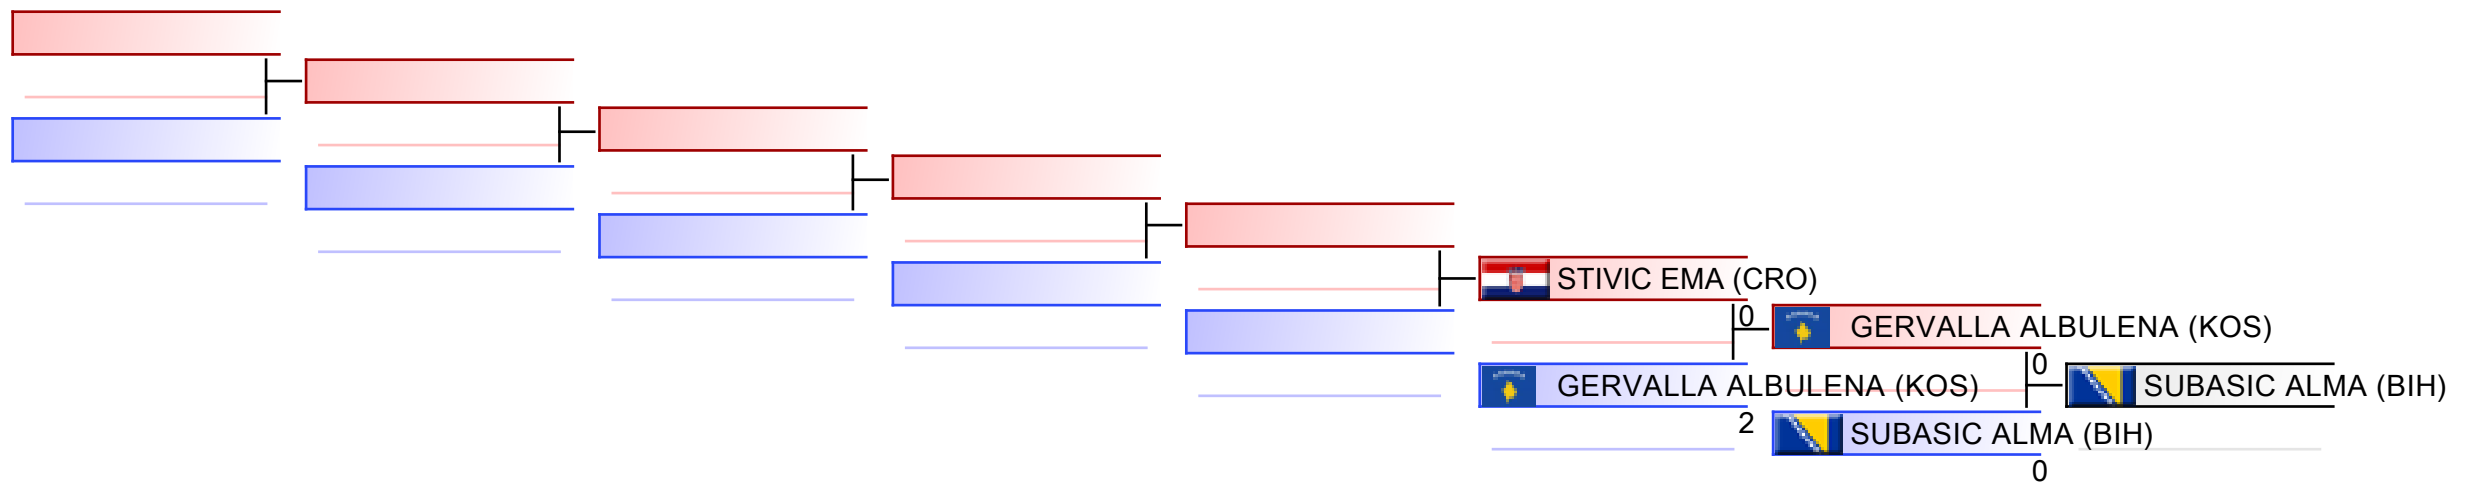 STIVIC EMA (CRO)
0
GERVALLA ALBULENA (KOS)
2
GERVALLA ALBULENA (KOS)
0
SUBASIC ALMA (BIH)
0
SUBASIC ALMA (BIH)